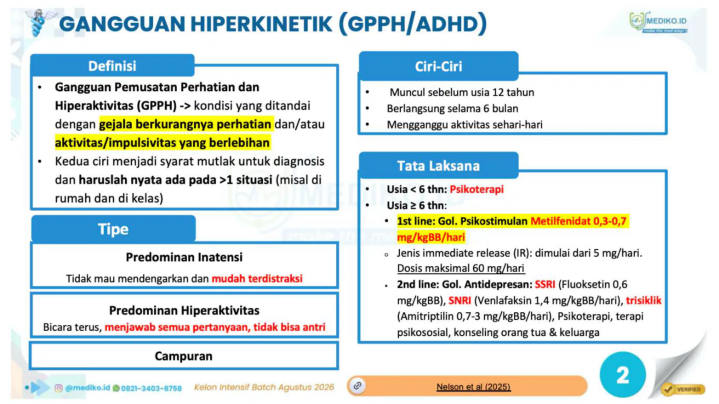 GANGGUAN HIPERKINETIK (GPPH/ADHD)
MEDIKO.ID
Definisi
• Gangguan Pemusatan Perhatian dan
Hiperaktivitas (GPPH) -> kondisi yang ditandai
dengan gejala berkurangnya perhatian dan/atau
aktivitas/impulsivitas yang berlebihan
• Kedua ciri menjadi syarat mutlak untuk diagnosis
dan haruslah nyata ada pada >1 situasi (misal di
rumah dan di kelas)
Tipe
Predominan Inatensi
Tidak mau mendengarkan dan mudah terdistraksi
Predominan Hiperaktivitas
Bicara terus, menjawab semua pertanyaan, tidak bisa antri
Campuran
Ciri-Ciri
• Muncul sebelum usia 12 tahun
• Berlangsung selama 6 bulan
• Mengganggu aktivitas sehari-hari
Tata Laksana
• Usia < 6 thn: Psikoterapi
• Usia ≥ 6 thn:
• 1st line: Gol. Psikostimulan Metilfenidat 0,3-0,7
mg/kgBB/hari
o Jenis immediate release (IR): dimulai dari 5 mg/hari.
Dosis maksimal 60 mg/hari
• 2nd line: Gol. Antidepresan: SSRI (Fluoksetin 0,6
mg/kgBB), SNRI (Venlafaksin 1,4 mg/kgBB/hari), trisiklik
(Amitriptilin 0,7-3 mg/kgBB/hari), Psikoterapi, terapi
psikososial, konseling orang tua & keluarga
@mediko.id 0821-3403-8758 Kelon Intensif Batch Agustus 2026
Nelson et al (2025)
2
VERIFIED